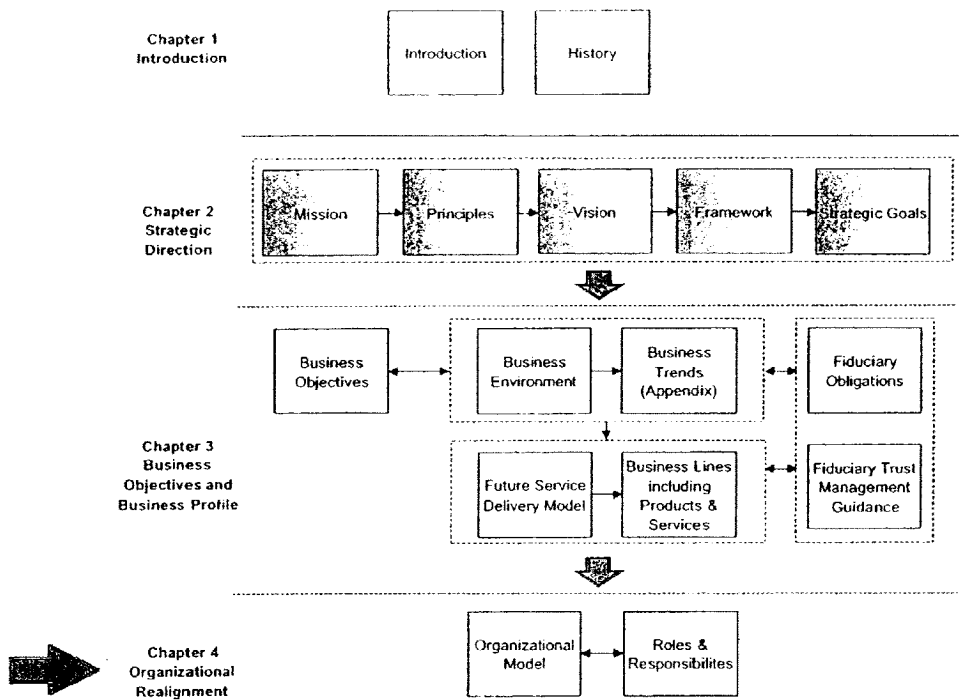 Chapter 1
Introduction
Introduction
History
Chapter 2
Strategic
Direction
Mission
Principles
Vision
Framework
Strategic Goals
Chapter 3
Business
Objectives and
Business Profile
Business
Objectives
Business
Environment
Business
Trends
(Appendix)
Fiduciary
Obligations
Future Service
Delivery Model
Business Lines
including
Products &
Services
Fiduciary Trust
Management
Guidance
Chapter 4
Organizational
Realignment
Organizational
Model
Roles &
Responsibilites